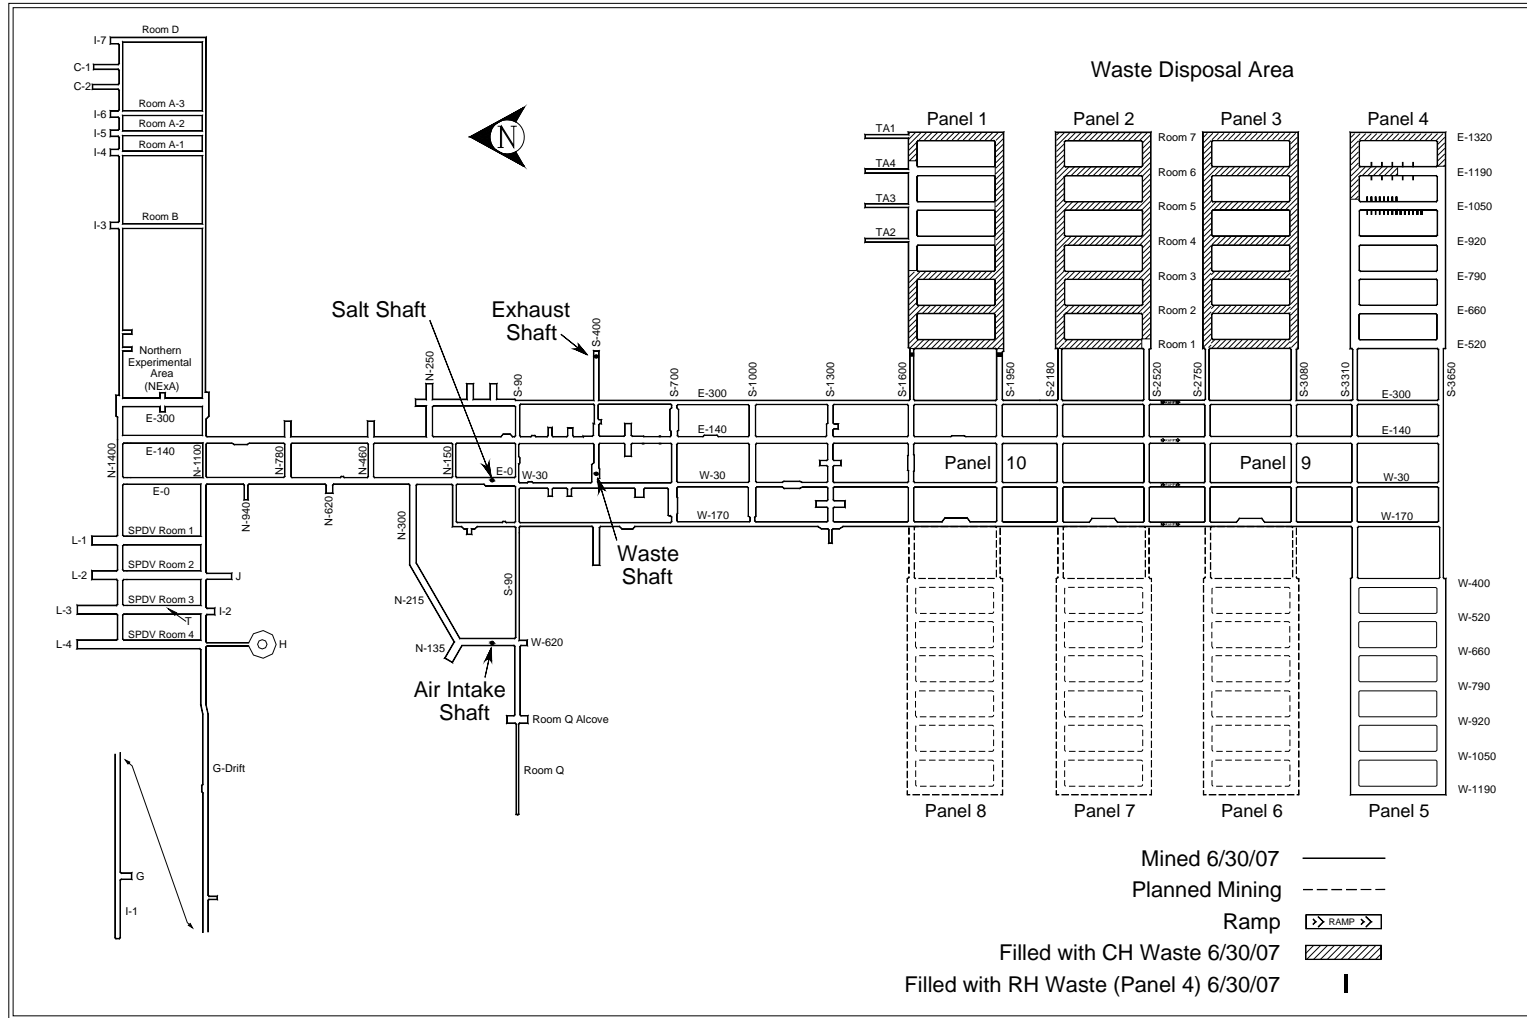 Room D
I-7
C-1
C-2
Room A-3
I-6
Room A-2
I-5
Room A-1
I-4
Room B
I-3
Northern
Experimental
Area
(NExA)
E-300
E-140
E-0
N-1400
N-1100
N-780
N-460
N-150
N-250
N-940
N-620
N-300
SPDV Room 1
L-1
SPDV Room 2
L-2
J
SPDV Room 3
L-3
I-2
T
SPDV Room 4
L-4
H
G-Drift
G
I-1
N
Salt Shaft
Exhaust
Shaft
S-400
S-90
E-0
W-30
Waste
Shaft
S-90
N-215
N-135
W-620
Air Intake
Shaft
Room Q Alcove
Room Q
S-700
S-1000
S-1300
S-1600
S-1950
S-2180
S-2520
S-2750
S-3080
S-3310
S-3650
E-300
E-140
W-30
W-170
E-300
E-140
W-30
W-170
Panel 10
Panel 9
Waste Disposal Area
Panel 1
Panel 2
Panel 3
Panel 4
TA1
TA4
TA3
TA2
Room 7
Room 6
Room 5
Room 4
Room 3
Room 2
Room 1
E-1320
E-1190
E-1050
E-920
E-790
E-660
E-520
W-400
W-520
W-660
W-790
W-920
W-1050
W-1190
Panel 8
Panel 7
Panel 6
Panel 5
Mined 6/30/07
Planned Mining
Ramp
RAMP
Filled with CH Waste 6/30/07
Filled with RH Waste (Panel 4) 6/30/07